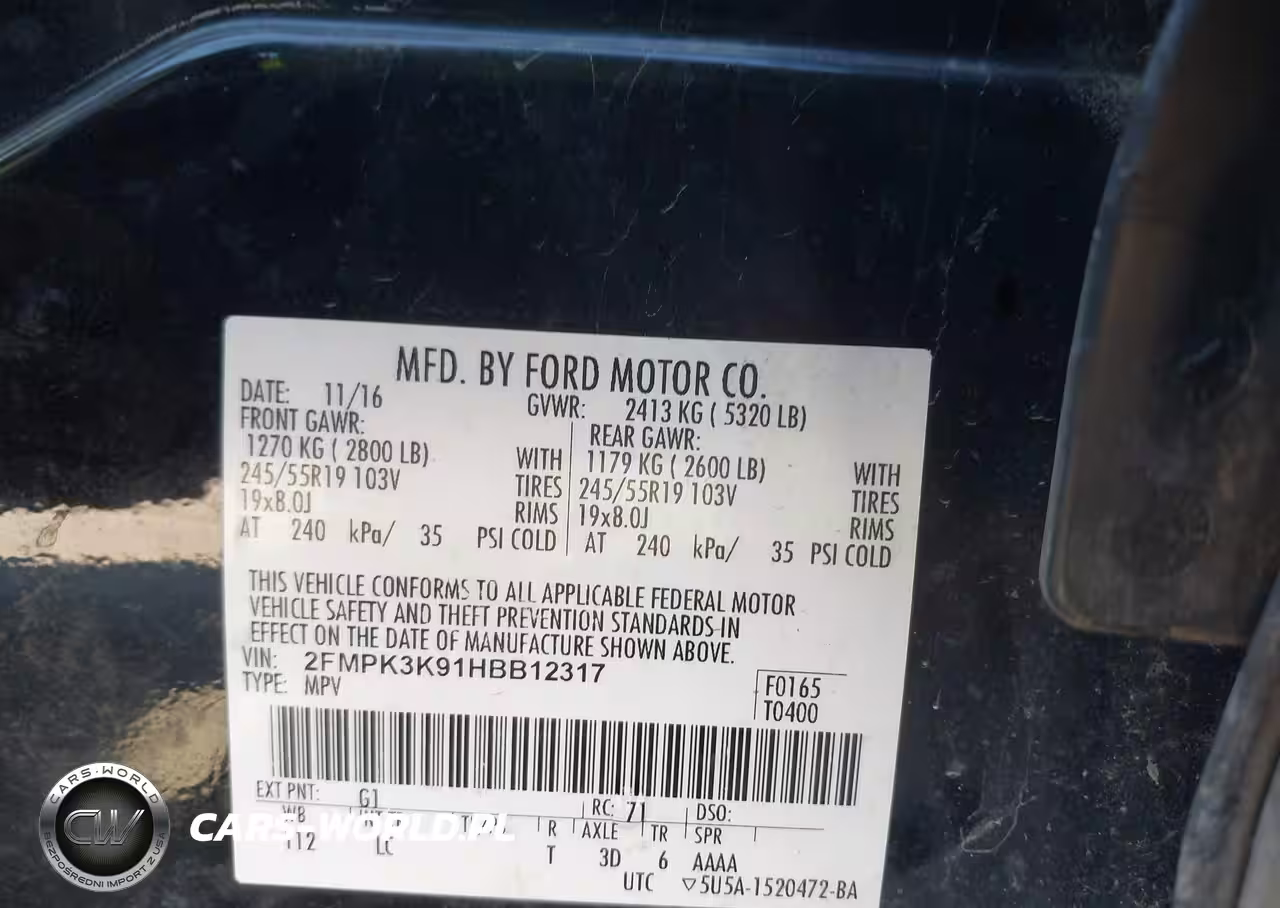 MFD. BY FORD MOTOR CO.
DATE: 11/16
GVWR: 2413 KG ( 5320 LB)
FRONT GAWR:
1270 KG ( 2800 LB) WITH
245/55R19 103V TIRES
19x8.0J RIMS
AT 240 kPa/ 35 PSI COLD
REAR GAWR:
1179 KG ( 2600 LB) WITH
245/55R19 103V TIRES
19x8.0J RIMS
AT 240 kPa/ 35 PSI COLD
THIS VEHICLE CONFORMS TO ALL APPLICABLE FEDERAL MOTOR
VEHICLE SAFETY AND THEFT PREVENTION STANDARDS IN
EFFECT ON THE DATE OF MANUFACTURE SHOWN ABOVE.
VIN: 2FMPK3K91HBB12317
TYPE: MPV
F0165
T0400
EXT PNT: G1 RC: 71 DSO:
WB R AXLE TR SPR
112 LC T 3D 6 AAAA
UTC ▽5U5A-1520472-BA
CARS-WORLD
CW
BEZPOŚREDNI IMPORT Z USA
CARS-WORLD.PL